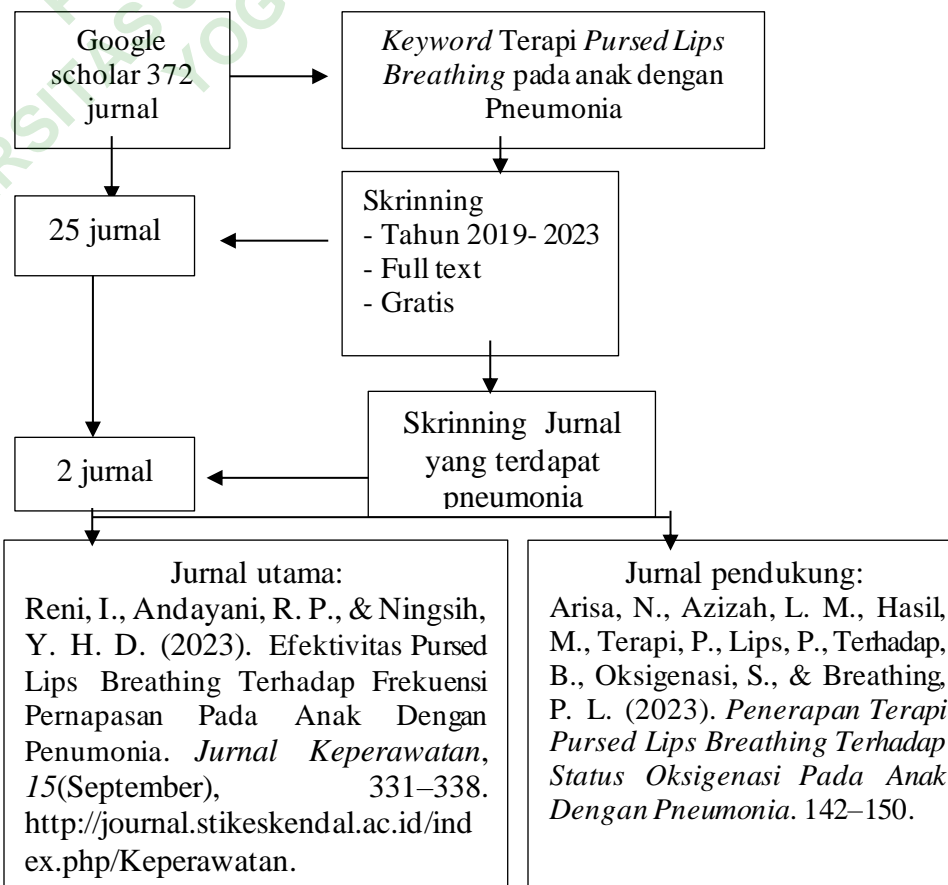 Google
scholar 372
jurnal
Keyword Terapi Pursed Lips
Breathing pada anak dengan
Pneumonia
25 jurnal
Skrinning
- Tahun 2019- 2023
- Full text
- Gratis
2 jurnal
Skrinning Jurnal
yang terdapat
pneumonia
Jurnal utama:
Reni, I., Andayani, R. P., & Ningsih,
Y. H. D. (2023). Efektivitas Pursed
Lips Breathing Terhadap Frekuensi
Pernapasan Pada Anak Dengan
Penumonia. Jurnal Keperawatan,
15(September), 331–338.
http://journal.stikeskendal.ac.id/ind
ex.php/Keperawatan.
Jurnal pendukung:
Arisa, N., Azizah, L. M., Hasil,
M., Terapi, P., Lips, P., Terhadap,
B., Oksigenasi, S., & Breathing,
P. L. (2023). Penerapan Terapi
Pursed Lips Breathing Terhadap
Status Oksigenasi Pada Anak
Dengan Pneumonia. 142–150.